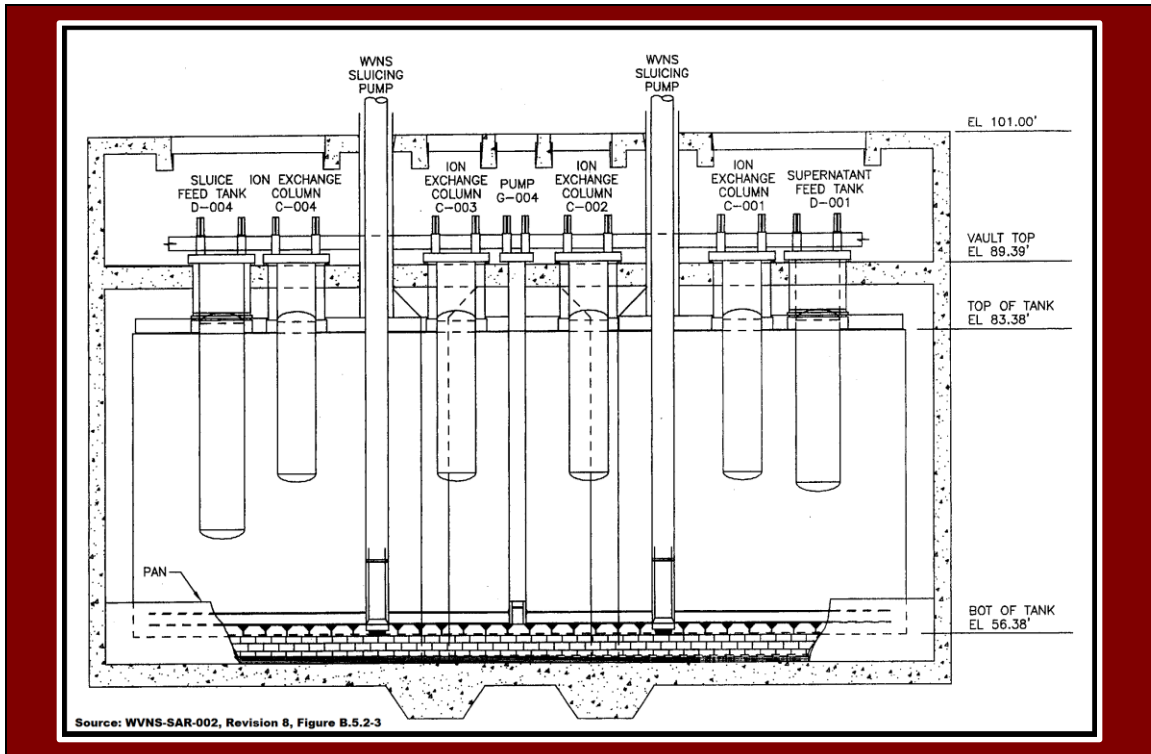 WVNS
SLUICING
PUMP
WVNS
SLUICING
PUMP
EL 101.00'
SLUICE
FEED TANK
D-004
ION EXCHANGE
COLUMN
C-004
ION
EXCHANGE
COLUMN
C-003
PUMP
G-004
ION
EXCHANGE
COLUMN
C-002
ION
EXCHANGE
COLUMN
C-001
SUPERNATANT
FEED TANK
D-001
VAULT TOP
EL 89.39'
TOP OF TANK
EL 83.38'
PAN
BOT OF TANK
EL 56.38'
Source: WVNS-SAR-002, Revision 8, Figure B.5.2-3